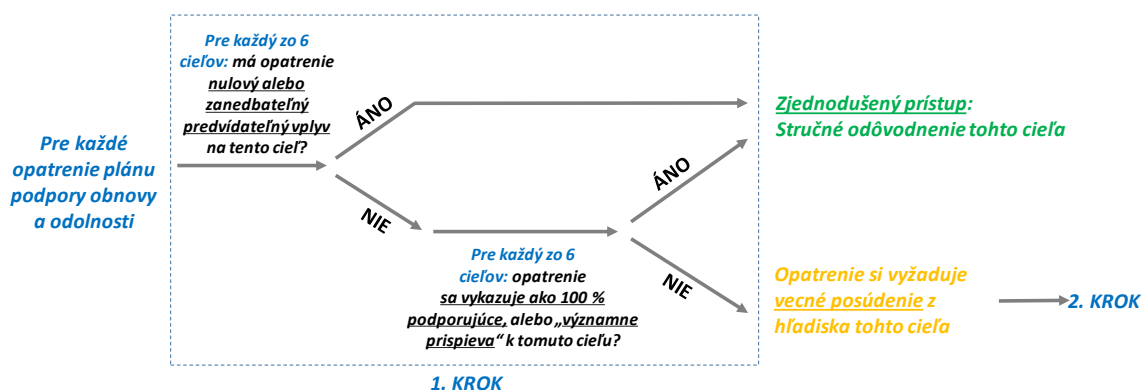 Pre každé
opatrenie plánu
podpory obnovy
a odolnosti
Pre každý zo 6
cieľov: má opatrenie
nulový alebo
zanedbateľný
predvídateľný vplyv
na tento cieľ?
ÁNO
NIE
Pre každý zo 6
cieľov: opatrenie
sa vykazuje ako 100 %
podporujúce, alebo „významne
prispieva“ k tomuto cieľu?
ÁNO
NIE
Zjednodušený prístup:
Stručné odôvodnenie tohto cieľa
Opatrenie si vyžaduje
vecné posúdenie z
hľadiska tohto cieľa
2. KROK
1. KROK